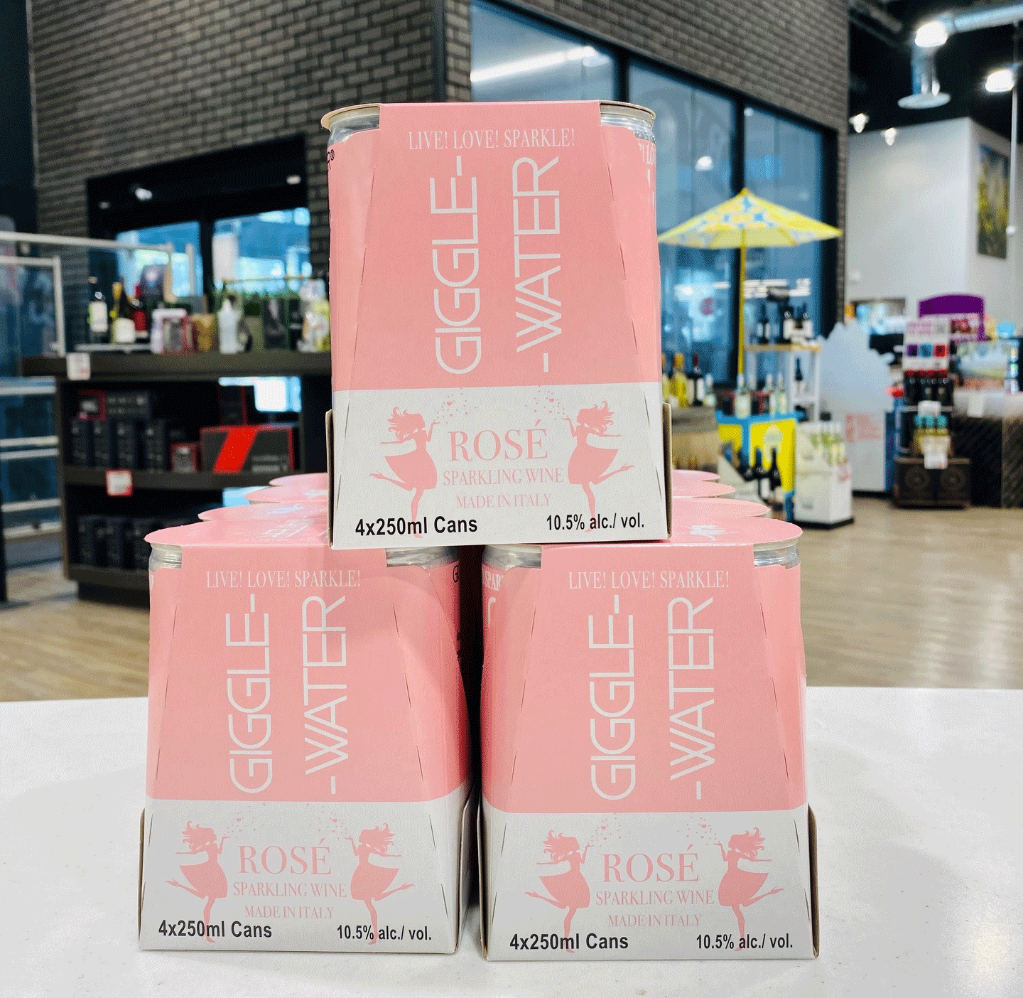 LIVE! LOVE! SPARKLE!
GIGGLE-
-WATER
ROSÉ
SPARKLING WINE
MADE IN ITALY
4x250ml Cans
10.5% alc./ vol.
LIVE! LOVE! SPARKLE!
GIGGLE-
-WATER
ROSÉ
SPARKLING WINE
MADE IN ITALY
4x250ml Cans
10.5% alc./ vol.
LIVE! LOVE! SPARKLE!
GIGGLE-
-WATER
ROSÉ
SPARKLING WINE
MADE IN ITALY
4x250ml Cans
10.5% alc./ vol.